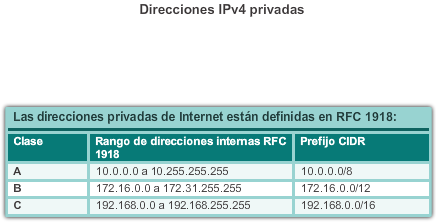 Direcciones IPv4 privadas
Las direcciones privadas de Internet están definidas en RFC 1918:
Clase Rango de direcciones internas RFC 1918 Prefijo CIDR
A 10.0.0.0 a 10.255.255.255 10.0.0.0/8
B 172.16.0.0 a 172.31.255.255 172.16.0.0/12
C 192.168.0.0 a 192.168.255.255 192.168.0.0/16